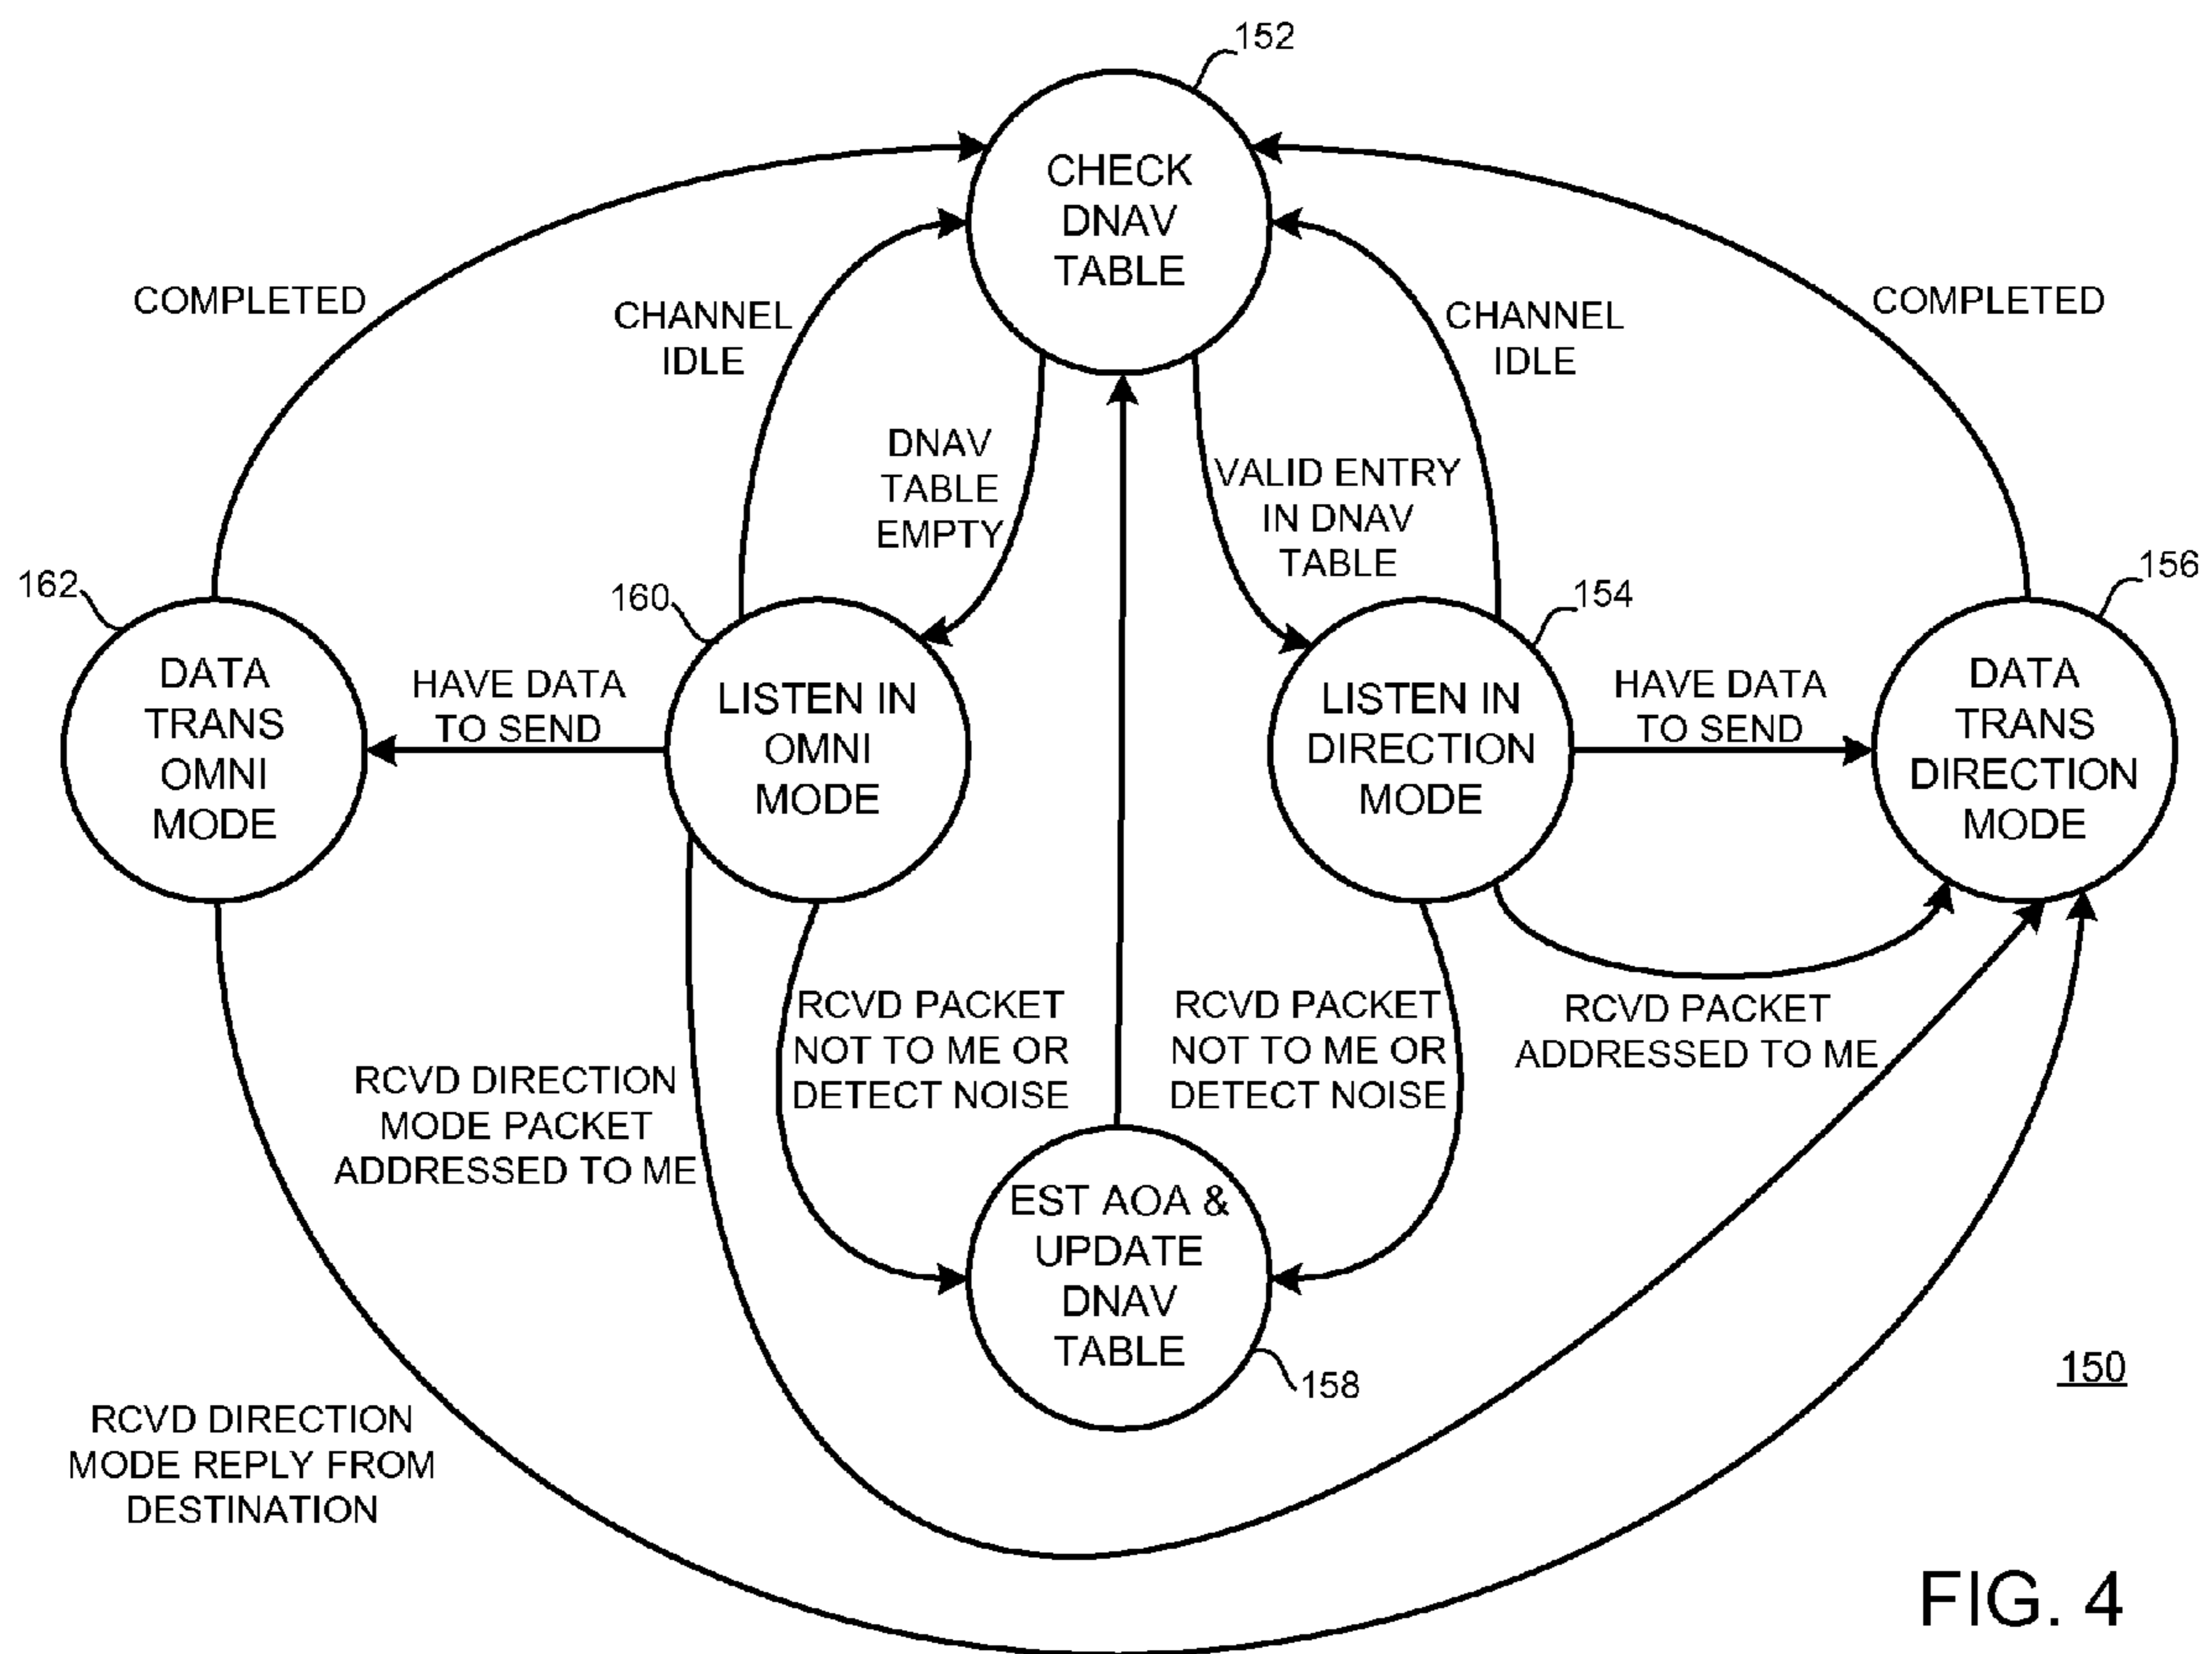 152
CHECK
DNAV
TABLE
COMPLETED
CHANNEL
IDLE
CHANNEL
IDLE
COMPLETED
DNAV
TABLE
EMPTY
VALID ENTRY
IN DNAV
TABLE
162
160
154
156
DATA
TRANS
OMNI
MODE
HAVE DATA
TO SEND
LISTEN IN
OMNI
MODE
LISTEN IN
DIRECTION
MODE
HAVE DATA
TO SEND
DATA
TRANS
DIRECTION
MODE
RCVD PACKET
NOT TO ME OR
DETECT NOISE
RCVD PACKET
NOT TO ME OR
DETECT NOISE
RCVD PACKET
ADDRESSED TO ME
RCVD DIRECTION
MODE PACKET
ADDRESSED TO ME
EST AOA &
UPDATE
DNAV
TABLE
158
150
RCVD DIRECTION
MODE REPLY FROM
DESTINATION
FIG. 4